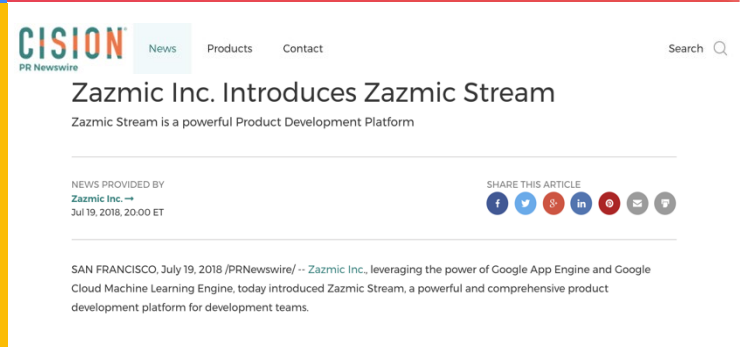 CISION
PR Newswire
News
Products
Contact
Search
Zazmic Inc. Introduces Zazmic Stream
Zazmic Stream is a powerful Product Development Platform
NEWS PROVIDED BY
Zazmic Inc. →
Jul 19, 2018, 20:00 ET
SHARE THIS ARTICLE
SAN FRANCISCO, July 19, 2018 /PRNewswire/ -- Zazmic Inc., leveraging the power of Google App Engine and Google
Cloud Machine Learning Engine, today introduced Zazmic Stream, a powerful and comprehensive product
development platform for development teams.